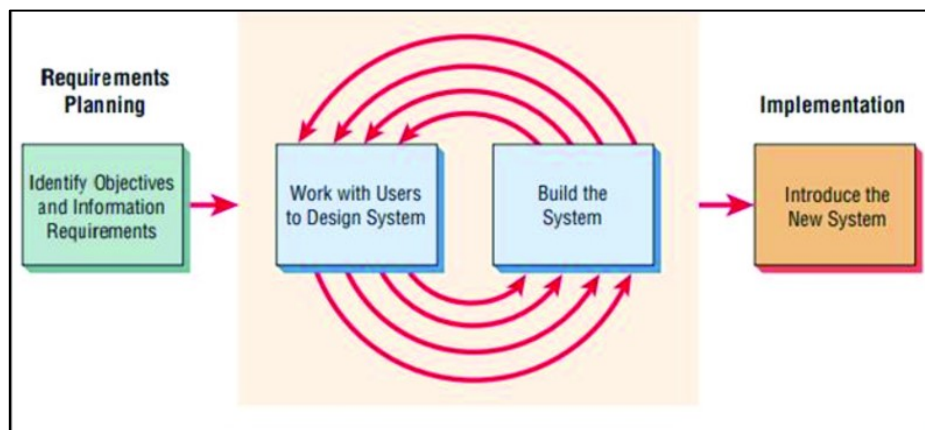 Requirements
Planning
Identify Objectives
and Information
Requirements
Work with Users
to Design System
Build the
System
Implementation
Introduce the
New System